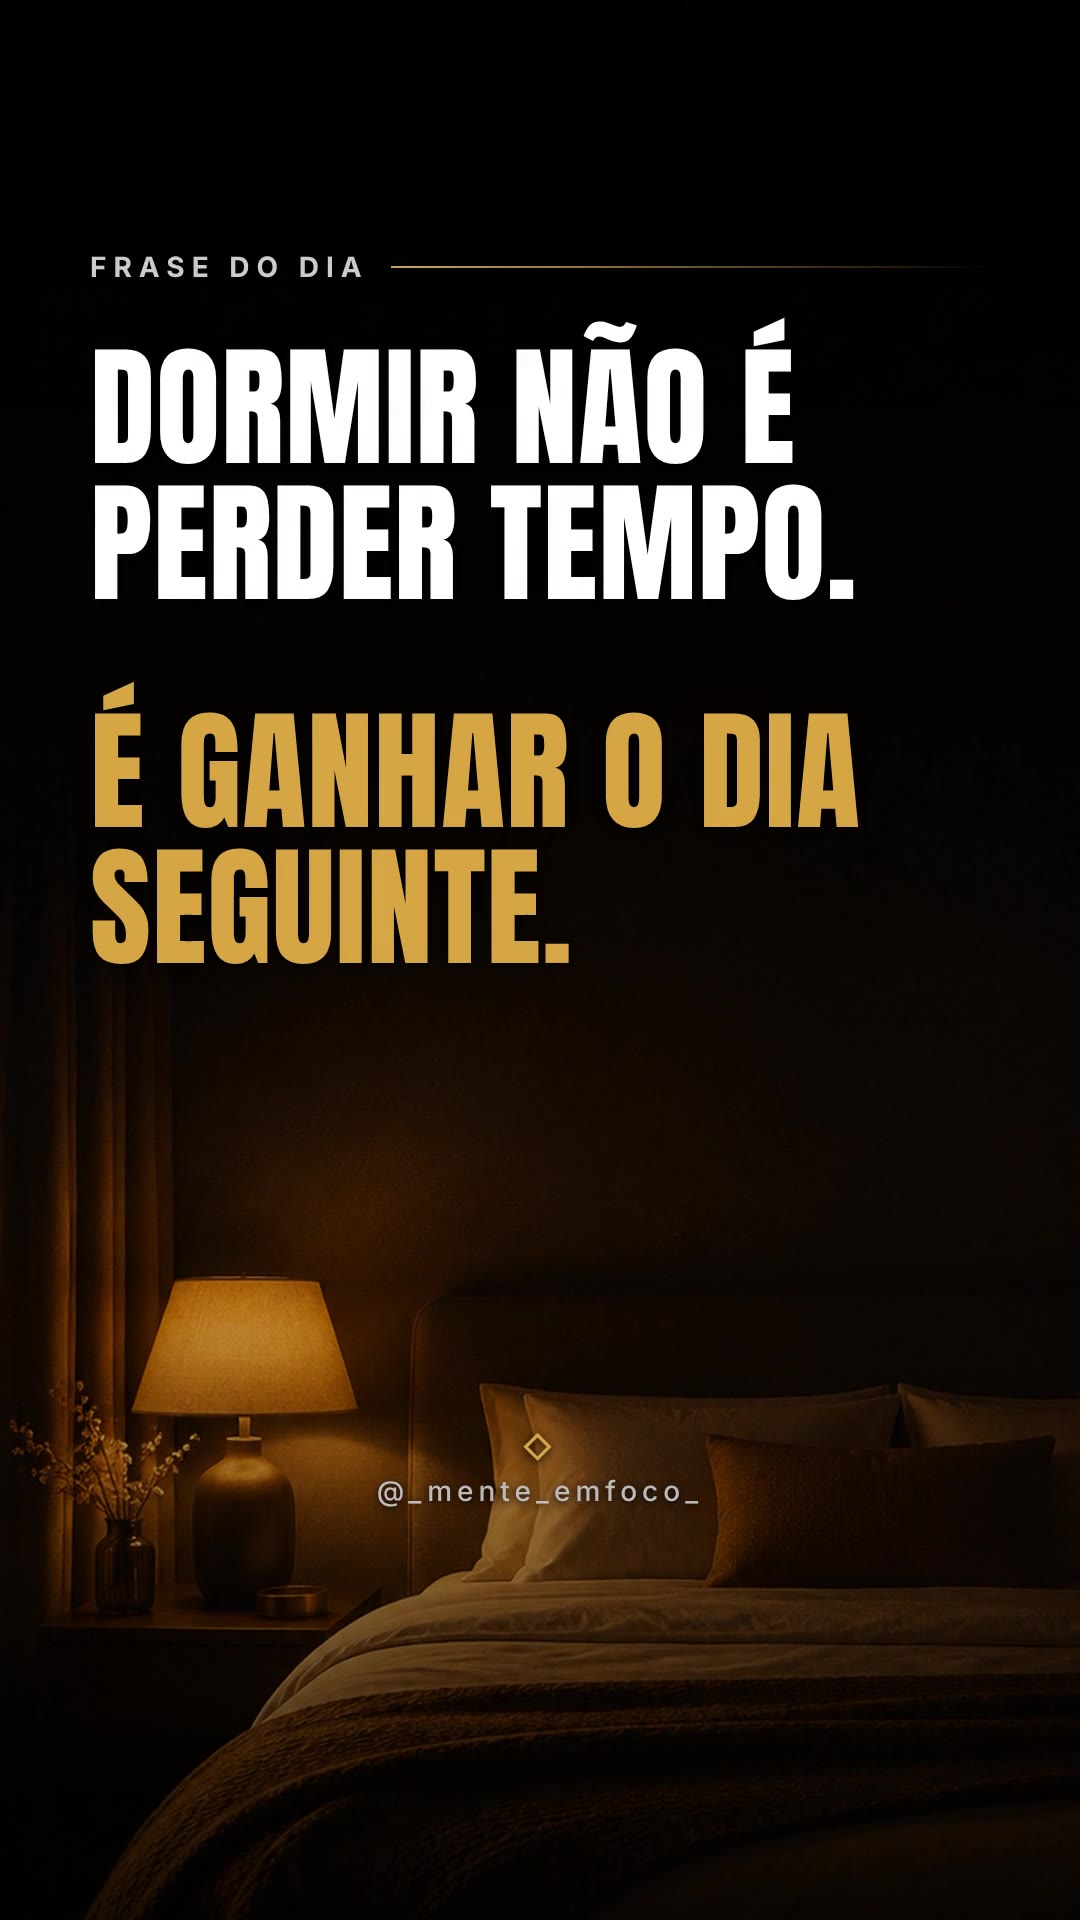 FRASE DO DIA
DORMIR NÃO É
PERDER TEMPO.
É GANHAR O DIA
SEGUINTE.
@_mente_emfoco_